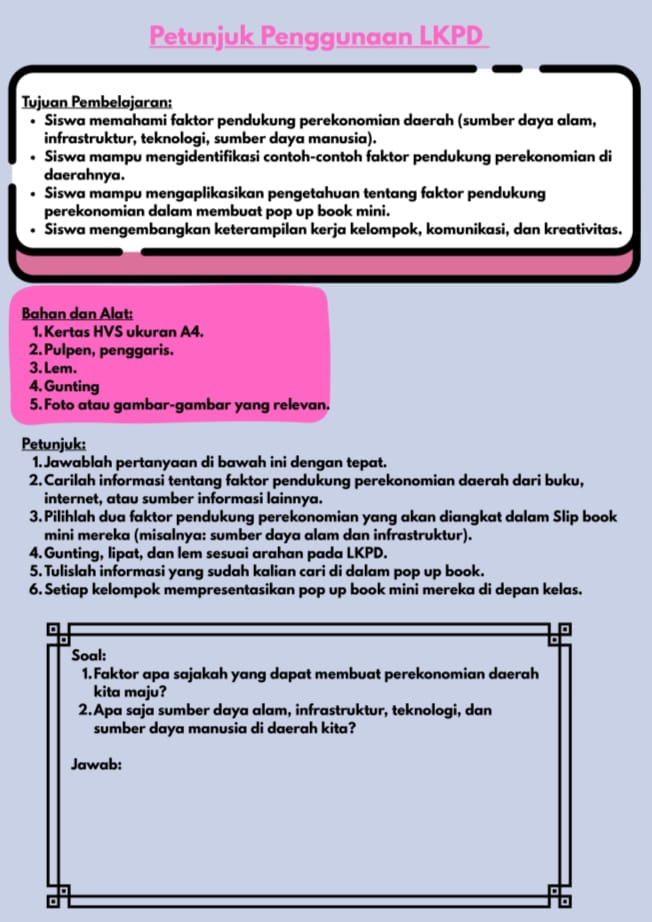 Petunjuk Penggunaan LKPD
Tujuan Pembelajaran:
• Siswa memahami faktor pendukung perekonomian daerah (sumber daya alam,
infrastruktur, teknologi, sumber daya manusia).
• Siswa mampu mengidentifikasi contoh-contoh faktor pendukung perekonomian di
daerahnya.
• Siswa mampu mengaplikasikan pengetahuan tentang faktor pendukung
perekonomian dalam membuat pop up book mini.
• Siswa mengembangkan keterampilan kerja kelompok, komunikasi, dan kreativitas.
Bahan dan Alat:
1. Kertas HVS ukuran A4.
2. Pulpen, penggaris.
3. Lem.
4. Gunting
5. Foto atau gambar-gambar yang relevan.
Petunjuk:
1. Jawablah pertanyaan di bawah ini dengan tepat.
2. Carilah informasi tentang faktor pendukung perekonomian daerah dari buku,
internet, atau sumber informasi lainnya.
3. Pilihlah dua faktor pendukung perekonomian yang akan diangkat dalam Slip book
mini mereka (misalnya: sumber daya alam dan infrastruktur).
4. Gunting, lipat, dan lem sesuai arahan pada LKPD.
5. Tulislah informasi yang sudah kalian cari di dalam pop up book.
6. Setiap kelompok mempresentasikan pop up book mini mereka di depan kelas.
Soal:
1. Faktor apa sajakah yang dapat membuat perekonomian daerah
kita maju?
2. Apa saja sumber daya alam, infrastruktur, teknologi, dan
sumber daya manusia di daerah kita?
Jawab: